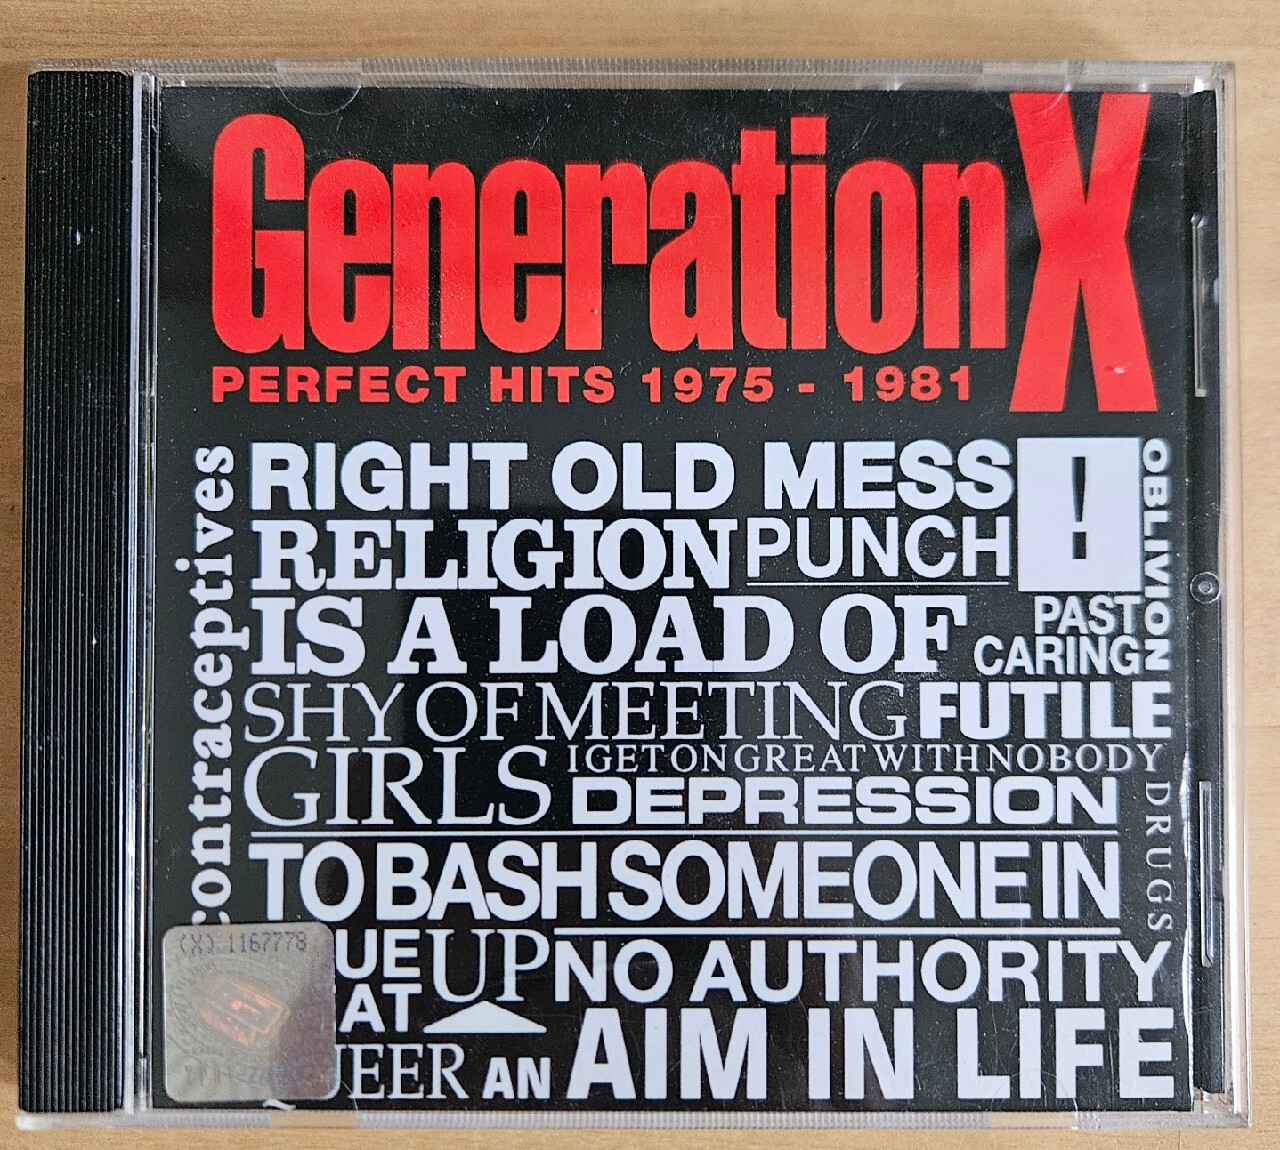 Generation X
PERFECT HITS 1975 - 1981
contraceptives
RIGHT OLD MESS !
OBLIVION
RELIGION PUNCH
IS A LOAD OF PAST
CARING
SHY OF MEETING FUTILE
GIRLS I GET ON GREAT WITH NOBODY
DEPRESSION
DRUGS
TO BASH SOMEONE IN
(X) 1167778
UP NO AUTHORITY
AN AIM IN LIFE